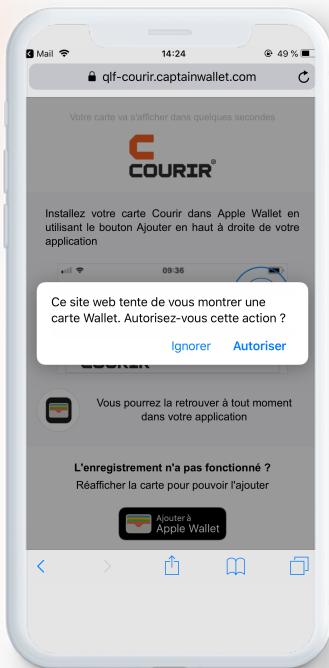 Mail 14:24 49 %
qlf-courir.captainwallet.com
Votre carte va s'afficher dans quelques secondes
COURIR®
Installez votre carte Courir dans Apple Wallet en
utilisant le bouton Ajouter en haut à droite de votre
application
09:36
Ce site web tente de vous montrer une
carte Wallet. Autorisez-vous cette action ?
Ignorer Autoriser
Vous pourrez la retrouver à tout moment
dans votre application
L'enregistrement n'a pas fonctionné ?
Réafficher la carte pour pouvoir l'ajouter
Ajouter à
Apple Wallet